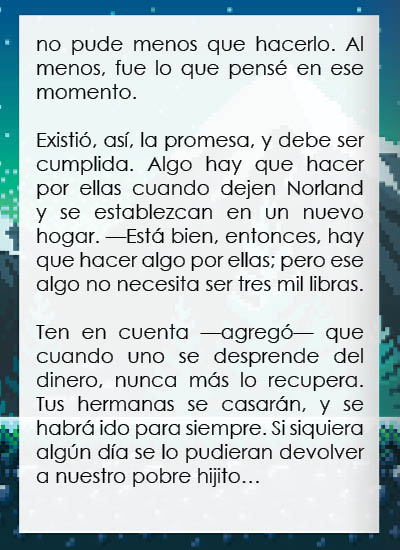 no pude menos que hacerlo. Al
menos, fue lo que pensé en ese
momento.
Existió, así, la promesa, y debe ser
cumplida. Algo hay que hacer
por ellas cuando dejen Norland
y se establezcan en un nuevo
hogar. —Está bien, entonces, hay
que hacer algo por ellas; pero ese
algo no necesita ser tres mil libras.
Ten en cuenta —agregó— que
cuando uno se desprende del
dinero, nunca más lo recupera.
Tus hermanas se casarán, y se
habrá ido para siempre. Si siquiera
algún día se lo pudieran devolver
a nuestro pobre hijito…